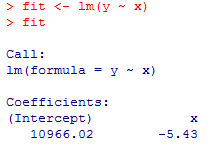 > fit <- lm(y ~ x)
> fit
Call:
lm(formula = y ~ x)
Coefficients:
(Intercept)            x
   10966.02        -5.43